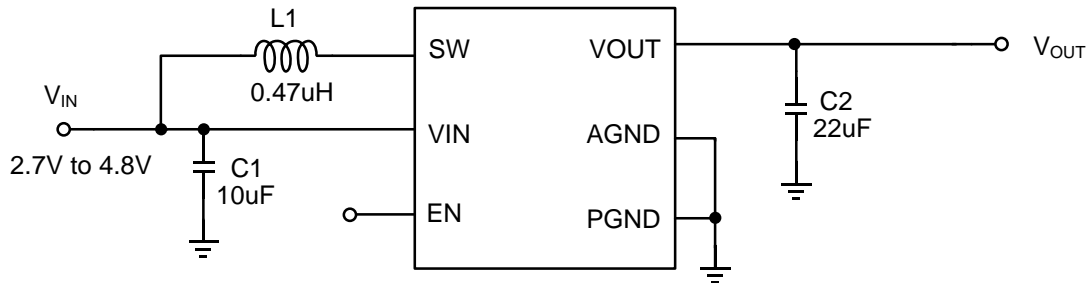 L1
0.47uH
SW
VOUT
VOUT
VIN
VIN
2.7V to 4.8V
C1
10uF
C2
22uF
AGND
EN
PGND